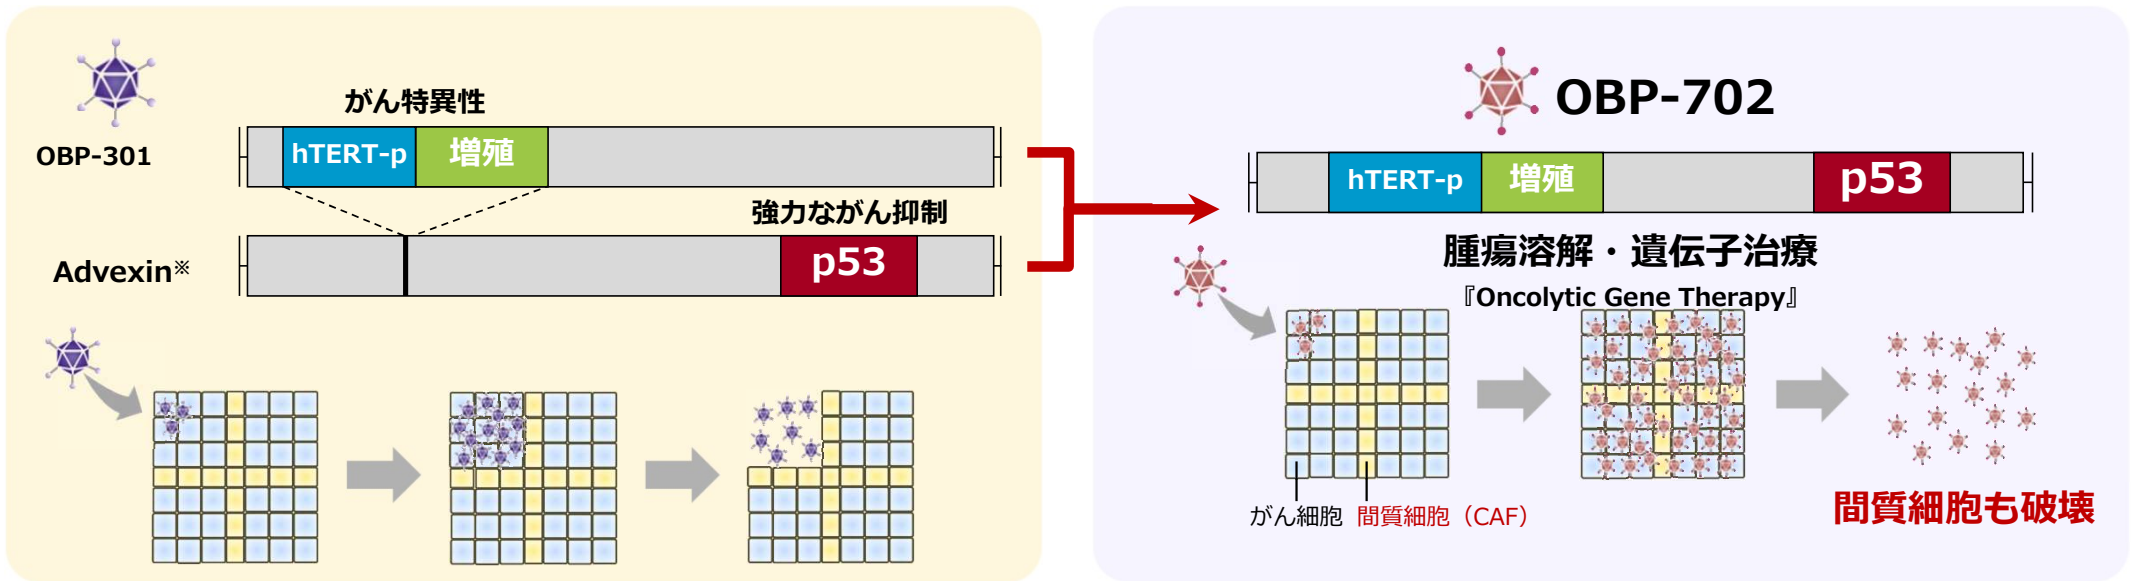 がん特異性
OBP-301
hTERT-p
増殖
強力ながん抑制
Advexin※
p53
OBP-702
hTERT-p
増殖
p53
腫瘍溶解・遺伝子治療
『Oncolytic Gene Therapy』
がん細胞
間質細胞（CAF）
間質細胞も破壊